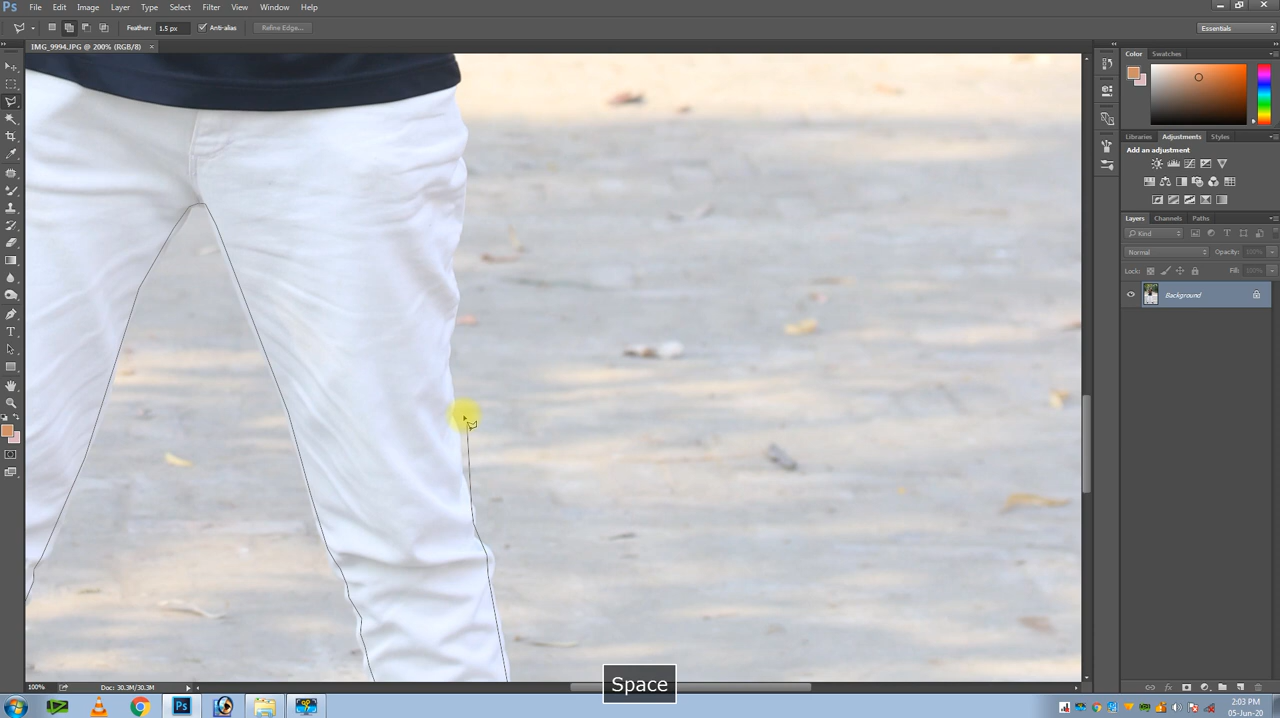 Ps File Edit Image Layer Type Select Filter View Window Help
Feather: 1.5 px Anti-alias Refine Edge... Essentials
IMG_9994.JPG @ 200% (RGB/8) ×
Color Swatches
Libraries Adjustments Styles
Add an adjustment
Layers Channels Paths
Kind
Normal Opacity: 100%
Lock: Fill: 100%
Background
Space
100% Doc: 30.3M/30.3M
2:03 PM
05-Jun-20